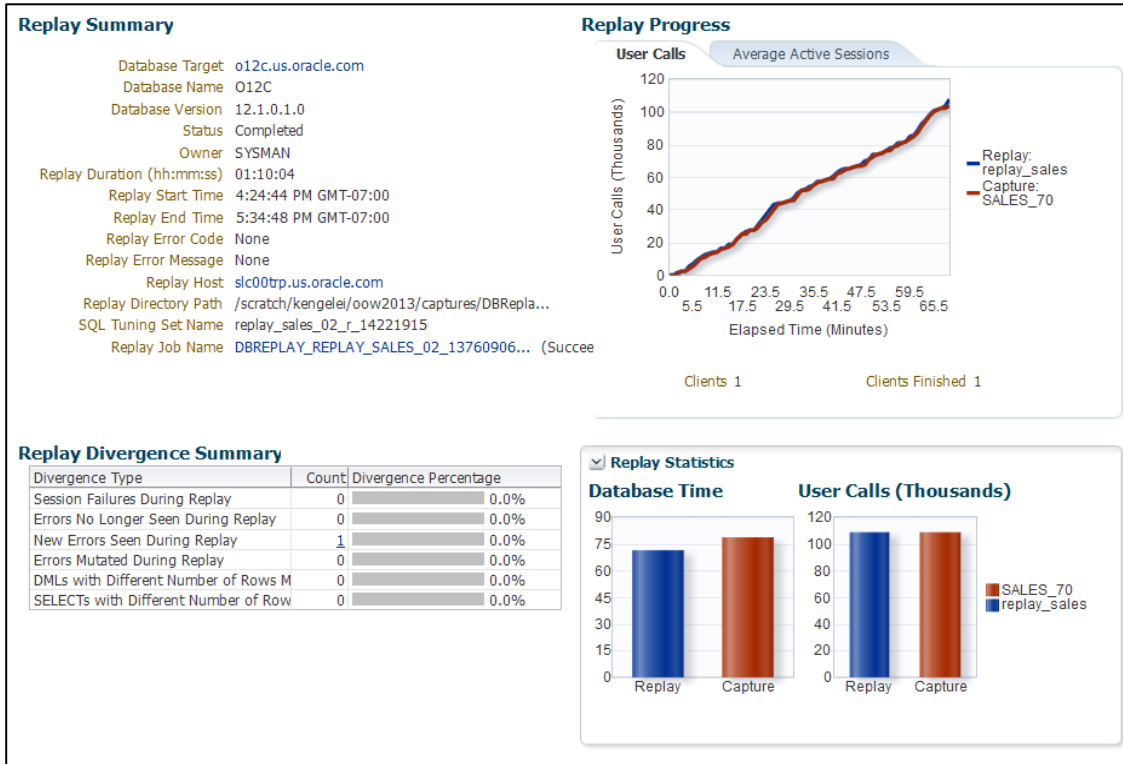 Replay Summary
Database Target o12c.us.oracle.com
Database Name O12C
Database Version 12.1.0.1.0
Status Completed
Owner SYSMAN
Replay Duration (hh:mm:ss) 01:10:04
Replay Start Time 4:24:44 PM GMT-07:00
Replay End Time 5:34:48 PM GMT-07:00
Replay Error Code None
Replay Error Message None
Replay Host slc00trp.us.oracle.com
Replay Directory Path /scratch/kengelei/oow2013/captures/DBRepla...
SQL Tuning Set Name replay_sales_02_r_14221915
Replay Job Name DBREPLAY_REPLAY_SALES_02_13760906... (Succee
Replay Progress
User Calls Average Active Sessions
User Calls (Thousands)
120
100
80
60
40
20
0
0.0 11.5 23.5 35.5 47.5 59.5
5.5 17.5 29.5 41.5 53.5 65.5
Elapsed Time (Minutes)
Replay:
replay_sales
Capture:
SALES_70
Clients 1 Clients Finished 1
Replay Divergence Summary
Divergence Type Count Divergence Percentage
Session Failures During Replay 0 0.0%
Errors No Longer Seen During Replay 0 0.0%
New Errors Seen During Replay 1 0.0%
Errors Mutated During Replay 0 0.0%
DMLs with Different Number of Rows M 0 0.0%
SELECTs with Different Number of Row 0 0.0%
Replay Statistics
Database Time
90
75
60
45
30
15
0
Replay Capture
User Calls (Thousands)
120
100
80
60
40
20
0
Replay Capture
SALES_70
replay_sales